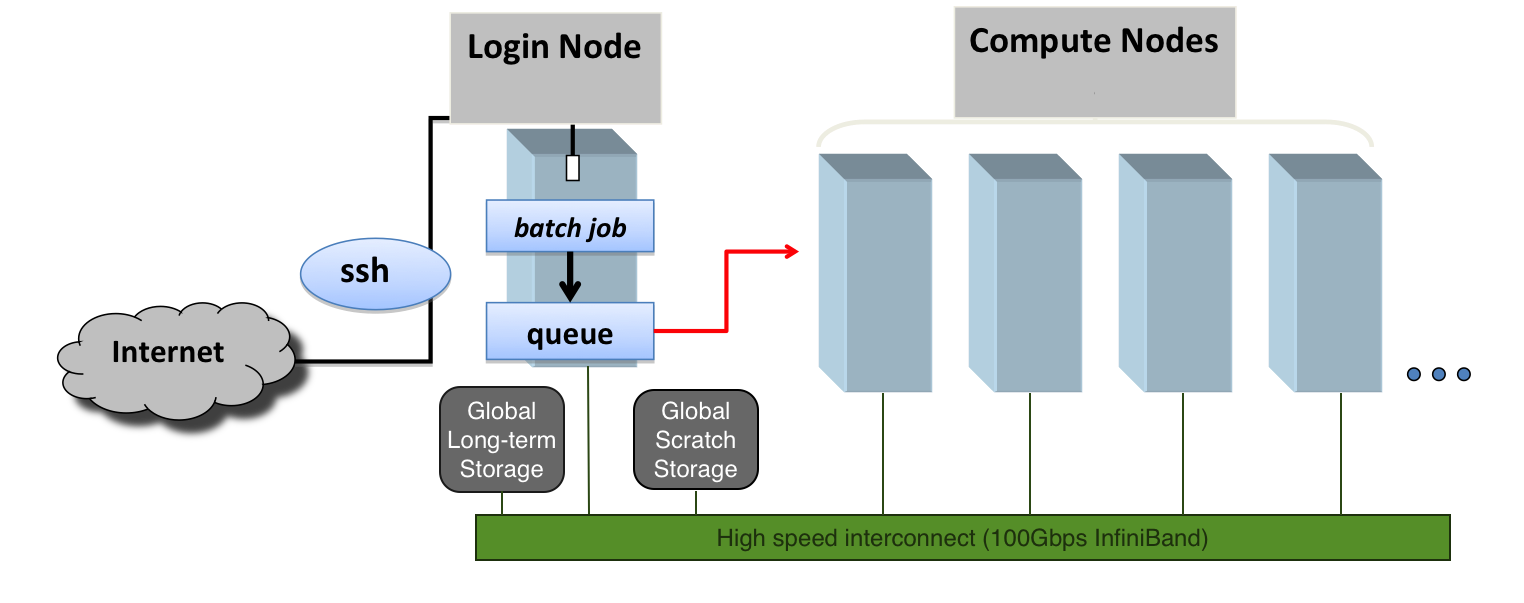 Login Node
Compute Nodes
batch job
ssh
queue
Internet
Global
Long-term
Storage
Global
Scratch
Storage
High speed interconnect (100Gbps InfiniBand)